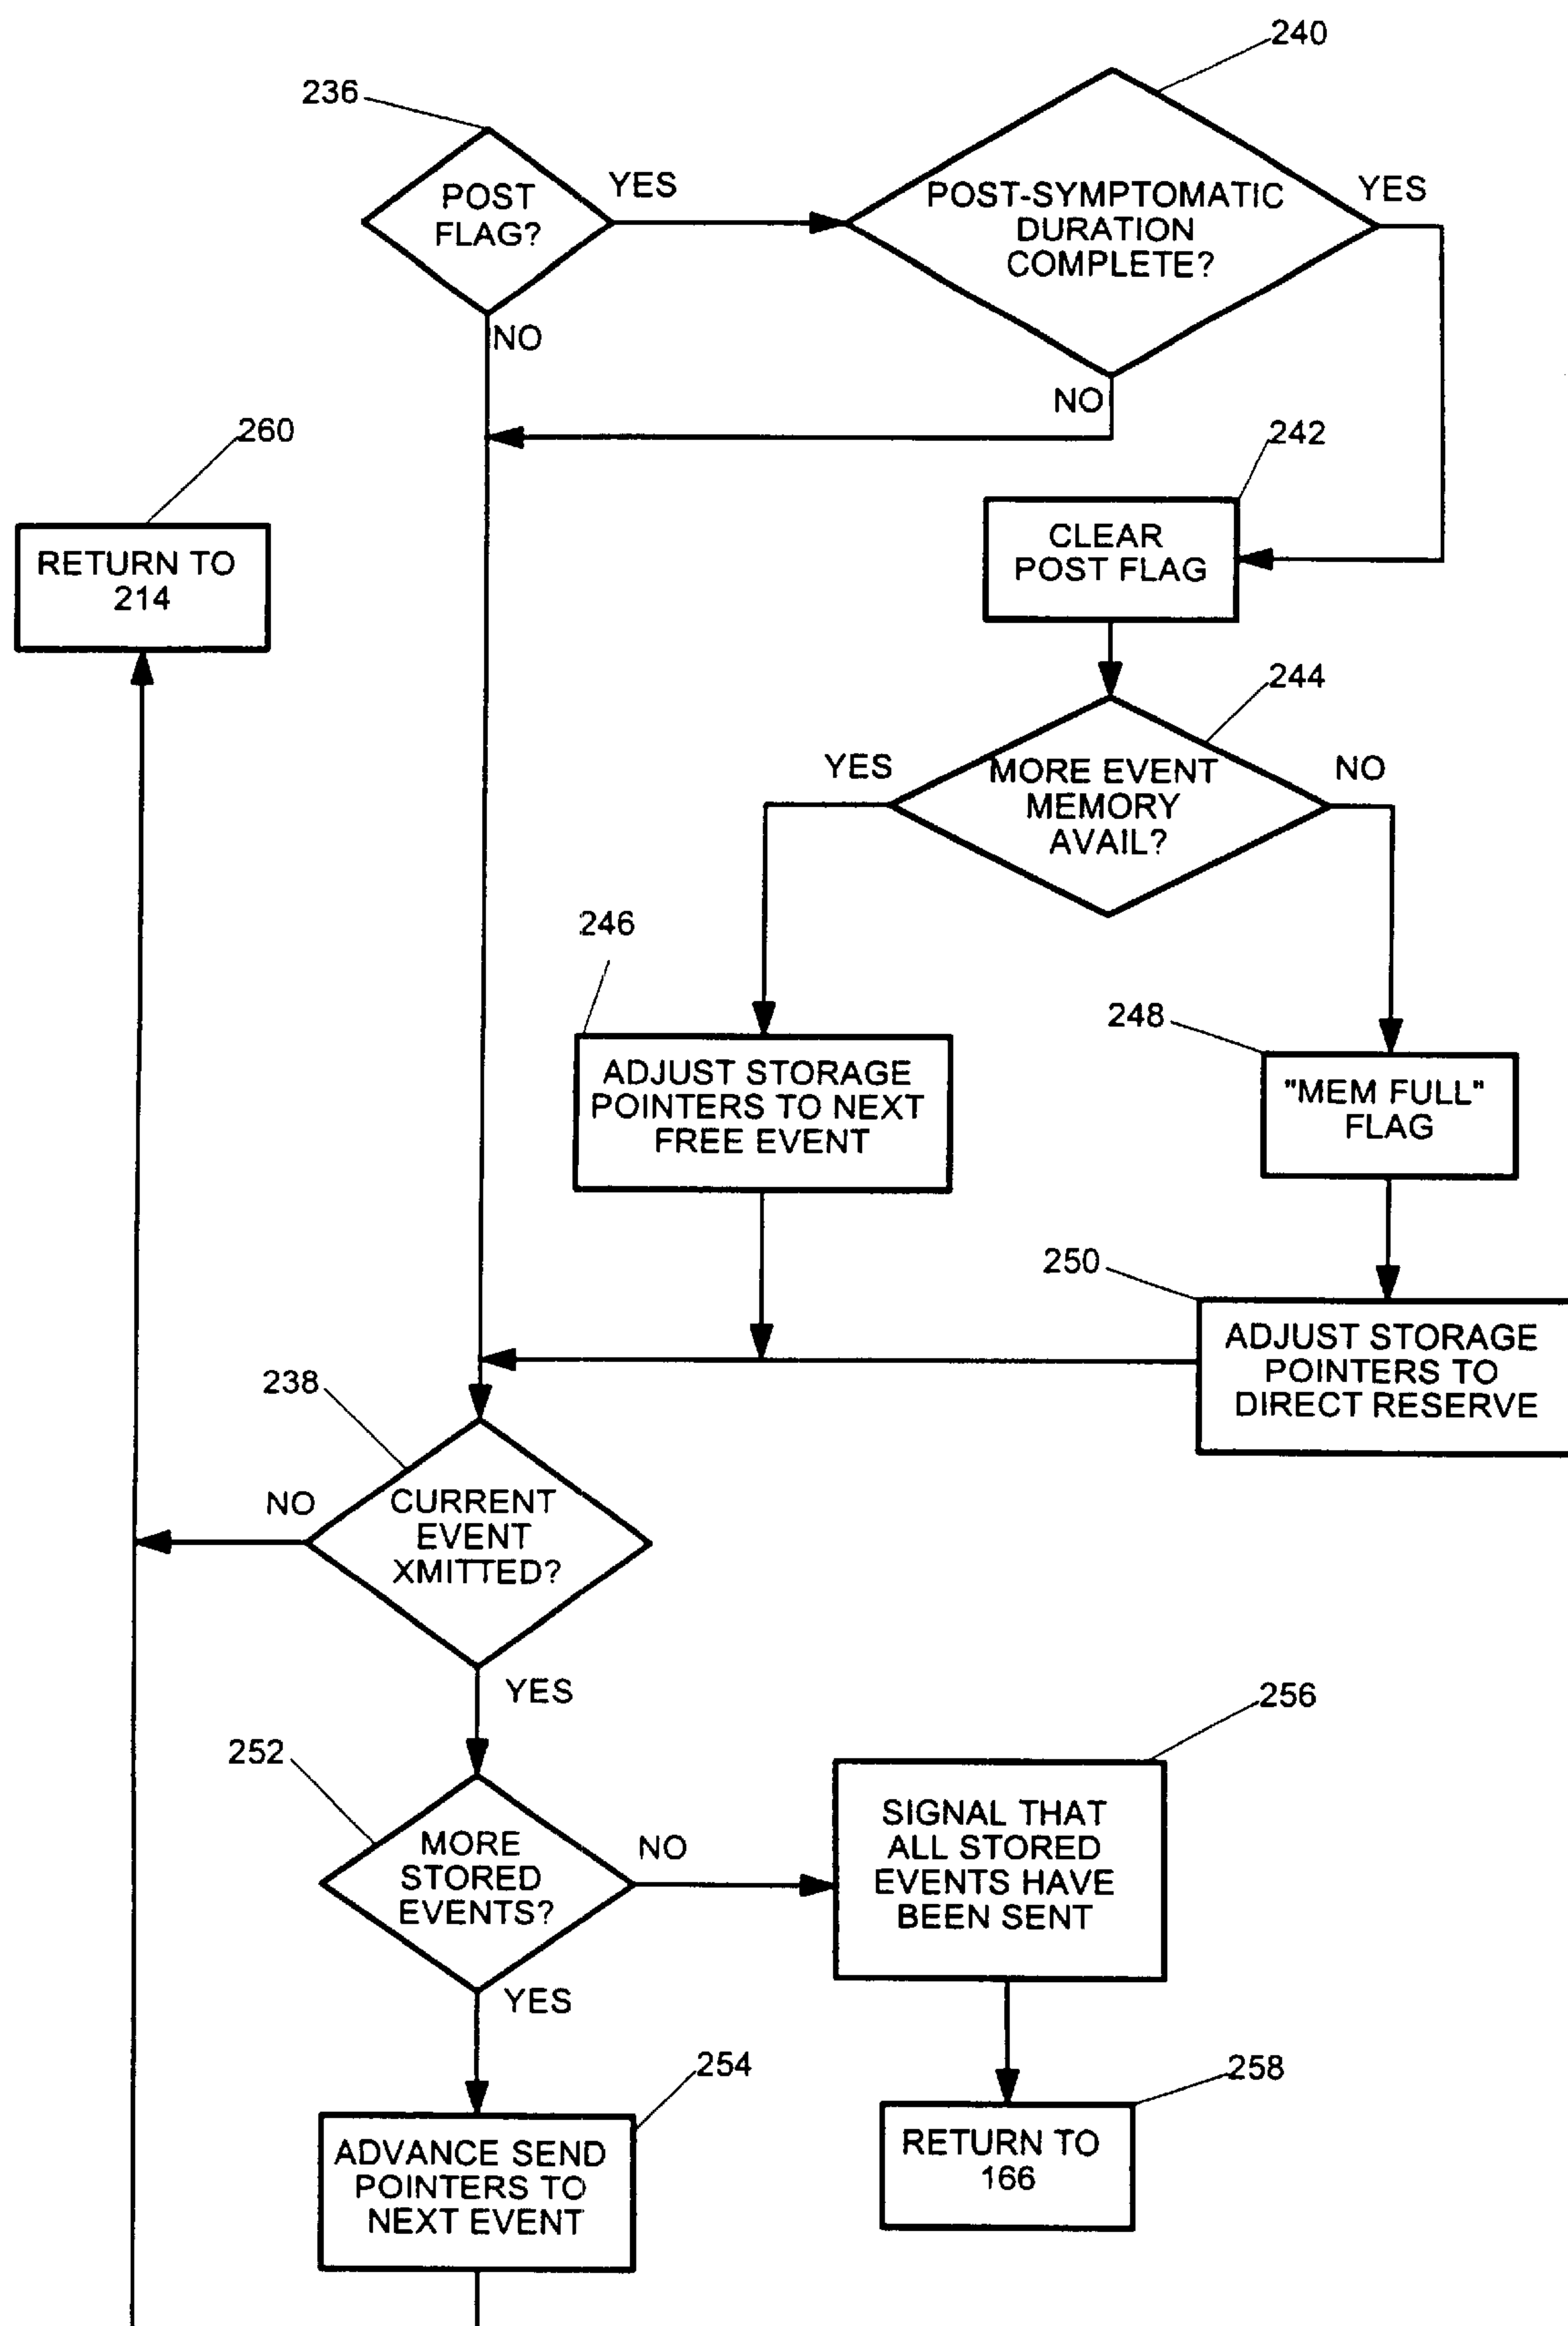 240
236
POST
FLAG?
YES
POST-SYMPTOMATIC
DURATION
COMPLETE?
YES
NO
NO
260
242
RETURN TO
214
CLEAR
POST FLAG
244
YES
MORE EVENT
MEMORY
AVAIL?
NO
246
248
ADJUST STORAGE
POINTERS TO NEXT
FREE EVENT
"MEM FULL"
FLAG
250
ADJUST STORAGE
POINTERS TO
DIRECT RESERVE
238
NO
CURRENT
EVENT
XMITTED?
YES
256
252
MORE
STORED
EVENTS?
NO
SIGNAL THAT
ALL STORED
EVENTS HAVE
BEEN SENT
YES
254
258
ADVANCE SEND
POINTERS TO
NEXT EVENT
RETURN TO
166